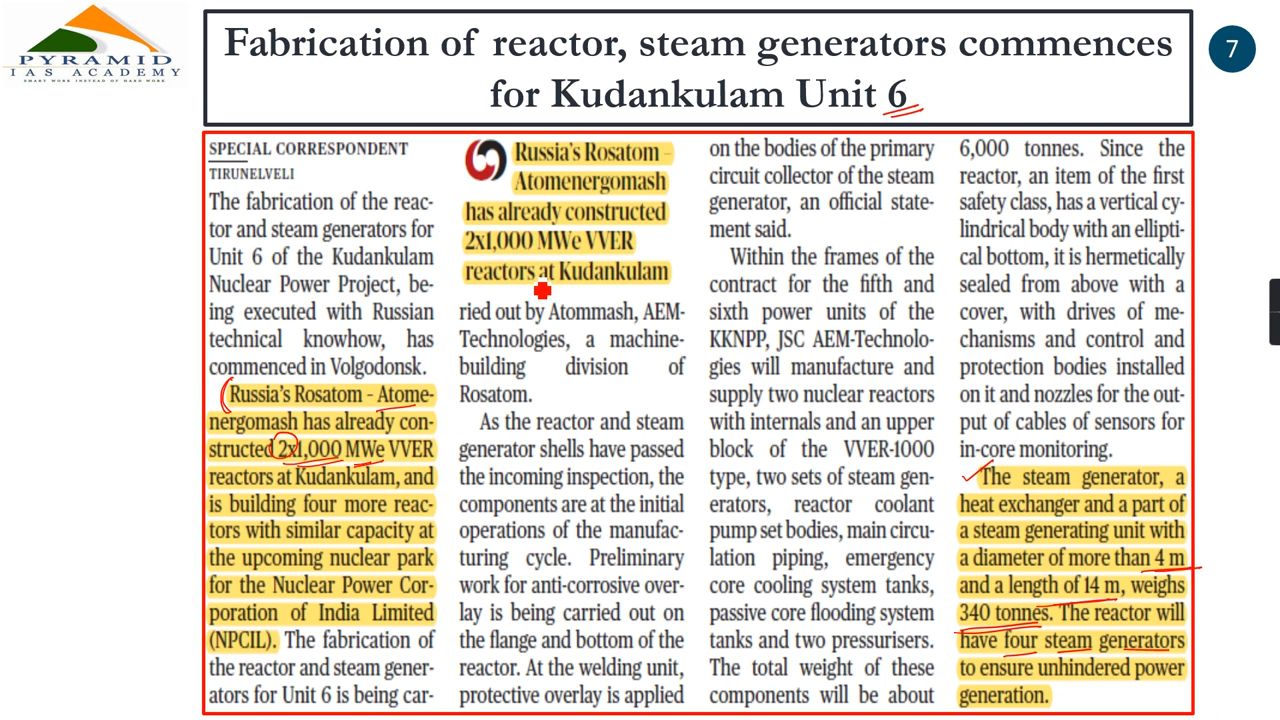 PYRAMID
IAS ACADEMY
SMART WORK INSTEAD OF HARD WORK
Fabrication of reactor, steam generators commences
for Kudankulam Unit 6
7
SPECIAL CORRESPONDENT
TIRUNELVELI
The fabrication of the reac-
tor and steam generators for
Unit 6 of the Kudankulam
Nuclear Power Project, be-
ing executed with Russian
technical knowhow, has
commenced in Volgodonsk.
Russia's Rosatom - Atome-
nergomash has already con-
structed 2x1,000 MWe VVER
reactors at Kudankulam, and
is building four more reac-
tors with similar capacity at
the upcoming nuclear park
for the Nuclear Power Cor-
poration of India Limited
(NPCIL). The fabrication of
the reactor and steam gener-
ators for Unit 6 is being car-
Russia's Rosatom –
Atomenergomash
has already constructed
2x1,000 MWe VVER
reactors at Kudankulam
ried out by Atommash, AEM-
Technologies, a machine-
building division of
Rosatom.
As the reactor and steam
generator shells have passed
the incoming inspection, the
components are at the initial
operations of the manufac-
turing cycle. Preliminary
work for anti-corrosive over-
lay is being carried out on
the flange and bottom of the
reactor. At the welding unit,
protective overlay is applied
on the bodies of the primary
circuit collector of the steam
generator, an official state-
ment said.
Within the frames of the
contract for the fifth and
sixth power units of the
KKNPP, JSC AEM-Technolo-
gies will manufacture and
supply two nuclear reactors
with internals and an upper
block of the VVER-1000
type, two sets of steam gen-
erators, reactor coolant
pump set bodies, main circu-
lation piping, emergency
core cooling system tanks,
passive core flooding system
tanks and two pressurisers.
The total weight of these
components will be about
6,000 tonnes. Since the
reactor, an item of the first
safety class, has a vertical cy-
lindrical body with an ellipti-
cal bottom, it is hermetically
sealed from above with a
cover, with drives of me-
chanisms and control and
protection bodies installed
on it and nozzles for the out-
put of cables of sensors for
in-core monitoring.
The steam generator, a
heat exchanger and a part of
a steam generating unit with
a diameter of more than 4 m
and a length of 14 m, weighs
340 tonnes. The reactor will
have four steam generators
to ensure unhindered power
generation.